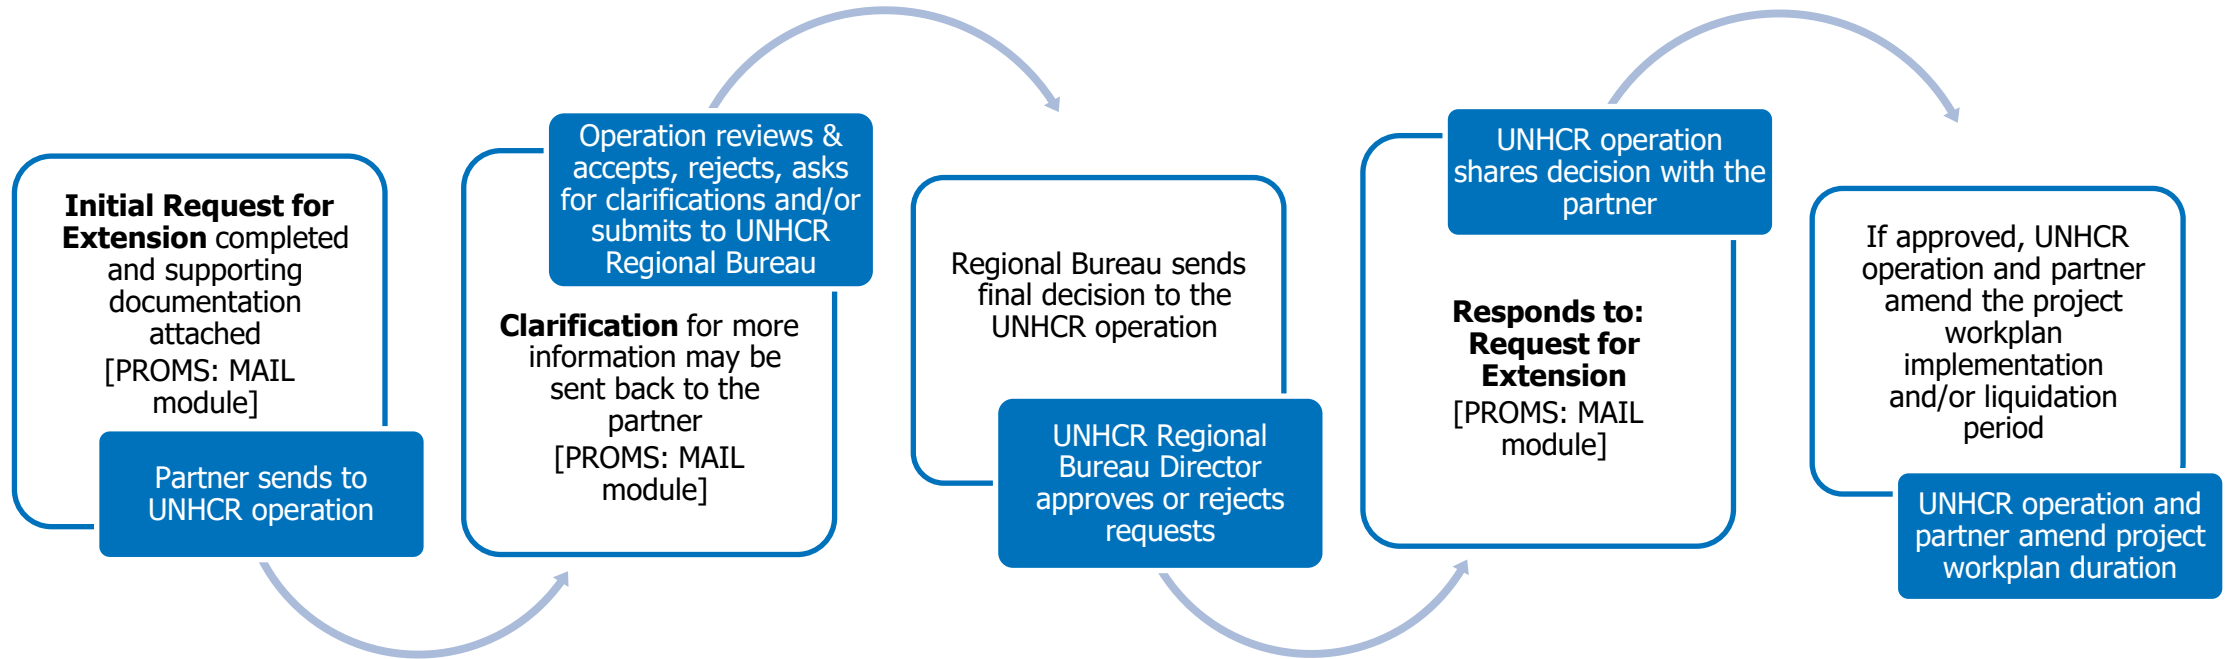 Initial Request for
Extension completed
and supporting
documentation
attached
[PROMS: MAIL
module]
Partner sends to
UNHCR operation
Operation reviews &
accepts, rejects, asks
for clarifications and/or
submits to UNHCR
Regional Bureau
Clarification for more
information may be
sent back to the
partner
[PROMS: MAIL
module]
Regional Bureau sends
final decision to the
UNHCR operation
UNHCR Regional
Bureau Director
approves or rejects
requests
UNHCR operation
shares decision with the
partner
Responds to:
Request for
Extension
[PROMS: MAIL
module]
If approved, UNHCR
operation and partner
amend the project
workplan
implementation
and/or liquidation
period
UNHCR operation and
partner amend project
workplan duration